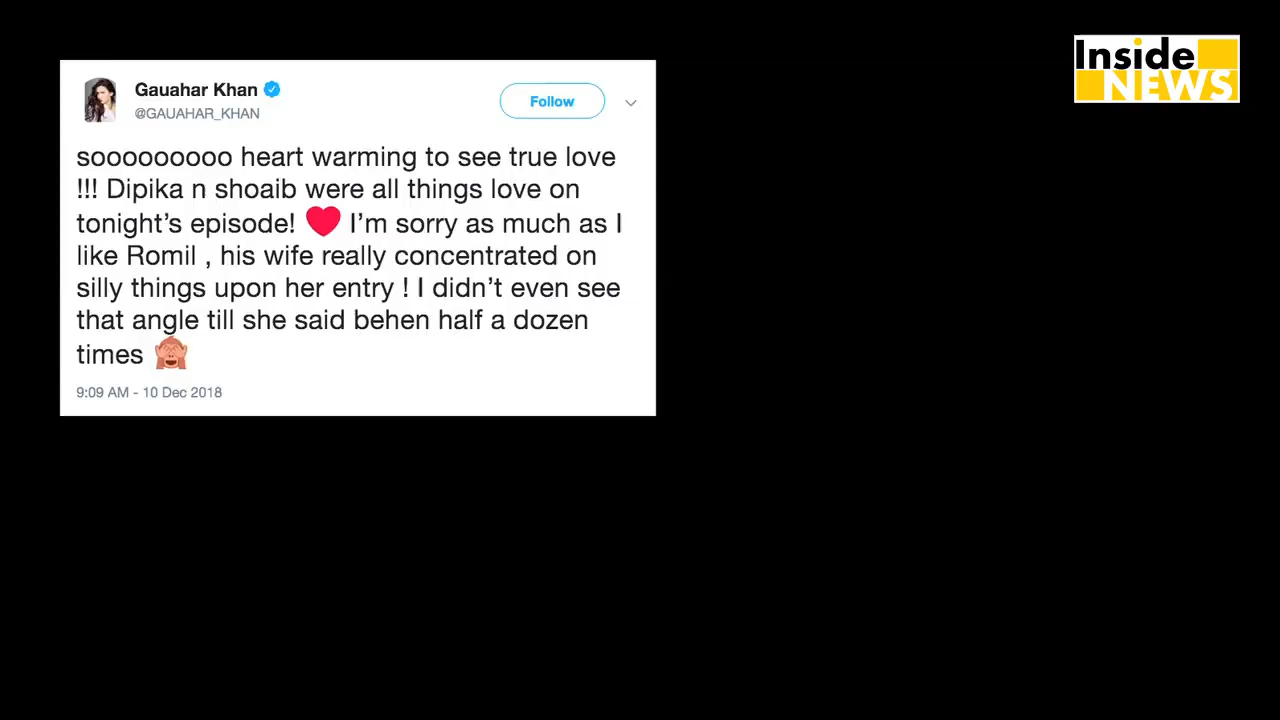 Inside
NEWS
Gauahar Khan
@GAUAHAR_KHAN
Follow
sooooooooo heart warming to see true love
!!! Dipika n shoaib were all things love on
tonight's episode! ❤️ I'm sorry as much as I
like Romil , his wife really concentrated on
silly things upon her entry ! I didn't even see
that angle till she said behen half a dozen
times 🙈
9:09 AM - 10 Dec 2018